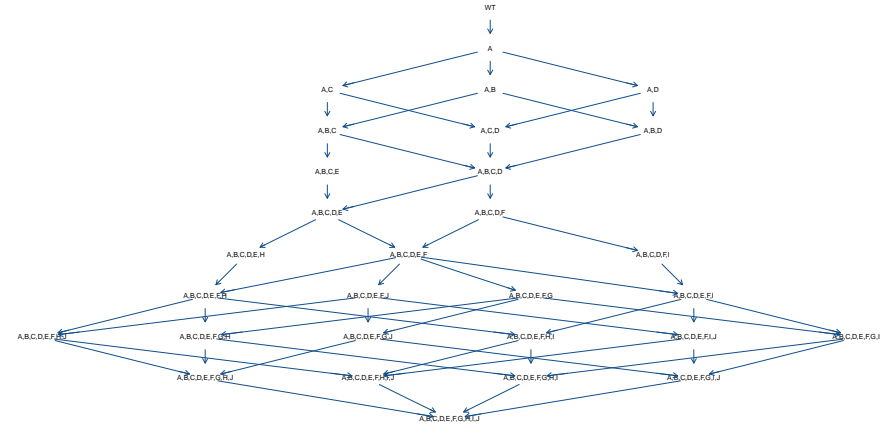 WT
A
A,C
A,B
A,D
A,B,C
A,C,D
A,B,D
A,B,C,E
A,B,C,D
A,B,C,D,E
A,B,C,D,F
A,B,C,D,E,H
A,B,C,D,E,F
A,B,C,D,F,I
A,B,C,D,E,F,H
A,B,C,D,E,F,J
A,B,C,D,E,F,G
A,B,C,D,E,F,I
A,B,C,D,E,F,H,J
A,B,C,D,E,F,G,H
A,B,C,D,E,F,G,J
A,B,C,D,E,F,H,I
A,B,C,D,E,F,I,J
A,B,C,D,E,F,G,I
A,B,C,D,E,F,G,H,J
A,B,C,D,E,F,H,I,J
A,B,C,D,E,F,G,H,I
A,B,C,D,E,F,G,I,J
A,B,C,D,E,F,G,H,I,J